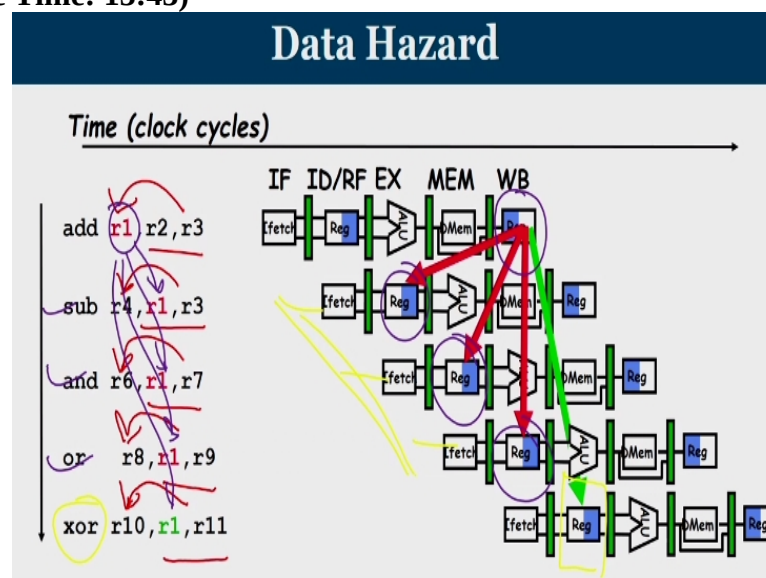 e Time: 15:45)
Data Hazard
Time (clock cycles)
IF ID/RF EX MEM WB
add r1 r2,r3
Ifetch Reg ALU DMem Reg
sub r4,r1,r3
Ifetch Reg ALU DMem Reg
and r6,r1,r7
Ifetch Reg ALU DMem Reg
or r8,r1,r9
Ifetch Reg ALU DMem Reg
xor r10,r1,r11
Ifetch Reg ALU DMem Reg